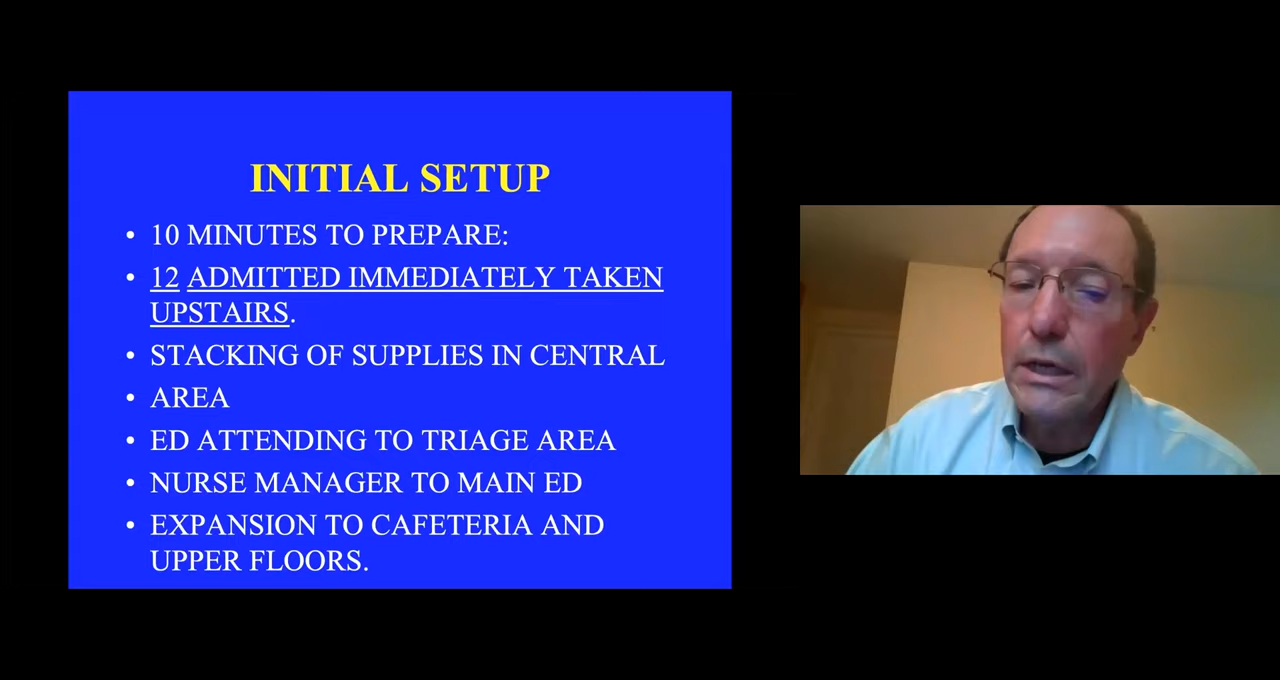 INITIAL SETUP
• 10 MINUTES TO PREPARE:
• 12 ADMITTED IMMEDIATELY TAKEN
UPSTAIRS.
• STACKING OF SUPPLIES IN CENTRAL
• AREA
• ED ATTENDING TO TRIAGE AREA
• NURSE MANAGER TO MAIN ED
• EXPANSION TO CAFETERIA AND
UPPER FLOORS.